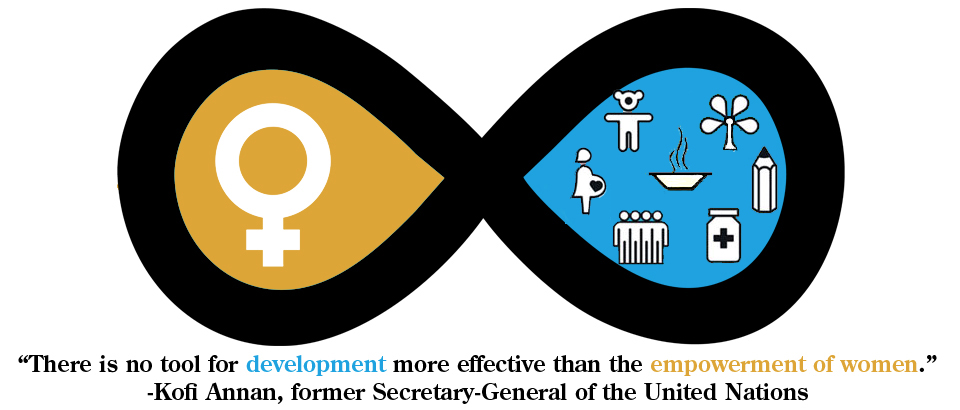 “There is no tool for development more effective than the empowerment of women.”
-Kofi Annan, former Secretary-General of the United Nations